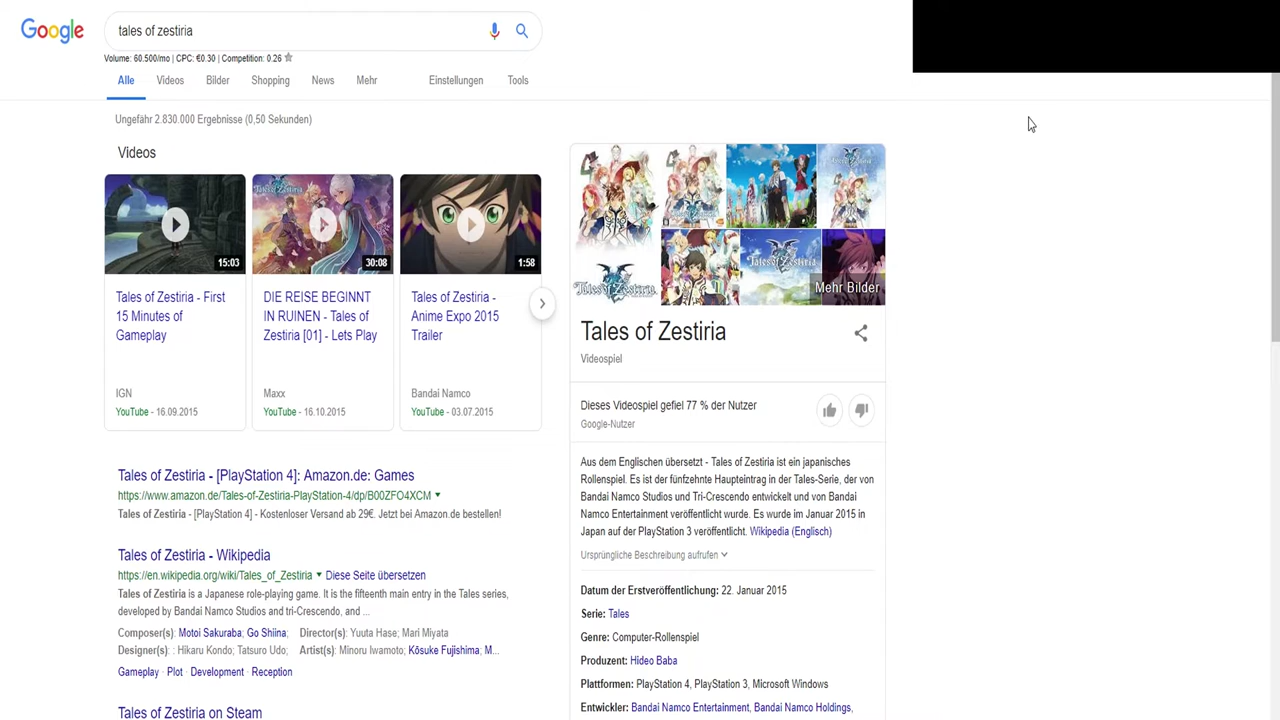 Google
tales of zestiria
Volume: 60.500/mo | CPC: €0.30 | Competition: 0.26
Alle Videos Bilder Shopping News Mehr Einstellungen Tools
Ungefähr 2.830.000 Ergebnisse (0,50 Sekunden)
Videos
15:03
Tales of Zestiria - First
15 Minutes of
Gameplay
IGN
YouTube - 16.09.2015
Tales of Zestiria
30:08
DIE REISE BEGINNT
IN RUINEN - Tales of
Zestiria [01] - Lets Play
Maxx
YouTube - 16.10.2015
1:58
Tales of Zestiria -
Anime Expo 2015
Trailer
Bandai Namco
YouTube - 03.07.2015
Tales of Zestiria - [PlayStation 4]: Amazon.de: Games
https://www.amazon.de/Tales-of-Zestiria-PlayStation-4/dp/B00ZFO4XCM
Tales of Zestiria - [PlayStation 4] - Kostenloser Versand ab 29€. Jetzt bei Amazon.de bestellen!
Tales of Zestiria - Wikipedia
https://en.wikipedia.org/wiki/Tales_of_Zestiria Diese Seite übersetzen
Tales of Zestiria is a Japanese role-playing game. It is the fifteenth main entry in the Tales series,
developed by Bandai Namco Studios and tri-Crescendo, and ...
Composer(s): Motoi Sakuraba; Go Shiina; Director(s): Yuuta Hase; Mari Miyata
Designer(s): : Hikaru Kondo; Tatsuro Udo; Artist(s): Minoru Iwamoto; Kōsuke Fujishima, M...
Gameplay · Plot · Development · Reception
Tales of Zestiria on Steam
Tales of Zestiria
Tales of Zestiria
Mehr Bilder
Tales of Zestiria
Videospiel
Dieses Videospiel gefiel 77 % der Nutzer
Google-Nutzer
Aus dem Englischen übersetzt - Tales of Zestiria ist ein japanisches
Rollenspiel. Es ist der fünfzehnte Haupteintrag in der Tales-Serie, der von
Bandai Namco Studios und Tri-Crescendo entwickelt und von Bandai
Namco Entertainment veröffentlicht wurde. Es wurde im Januar 2015 in
Japan auf der PlayStation 3 veröffentlicht. Wikipedia (Englisch)
Ursprüngliche Beschreibung aufrufen
Datum der Erstveröffentlichung: 22. Januar 2015
Serie: Tales
Genre: Computer-Rollenspiel
Produzent: Hideo Baba
Plattformen: PlayStation 4, PlayStation 3, Microsoft Windows
Entwickler: Bandai Namco Entertainment, Bandai Namco Holdings,